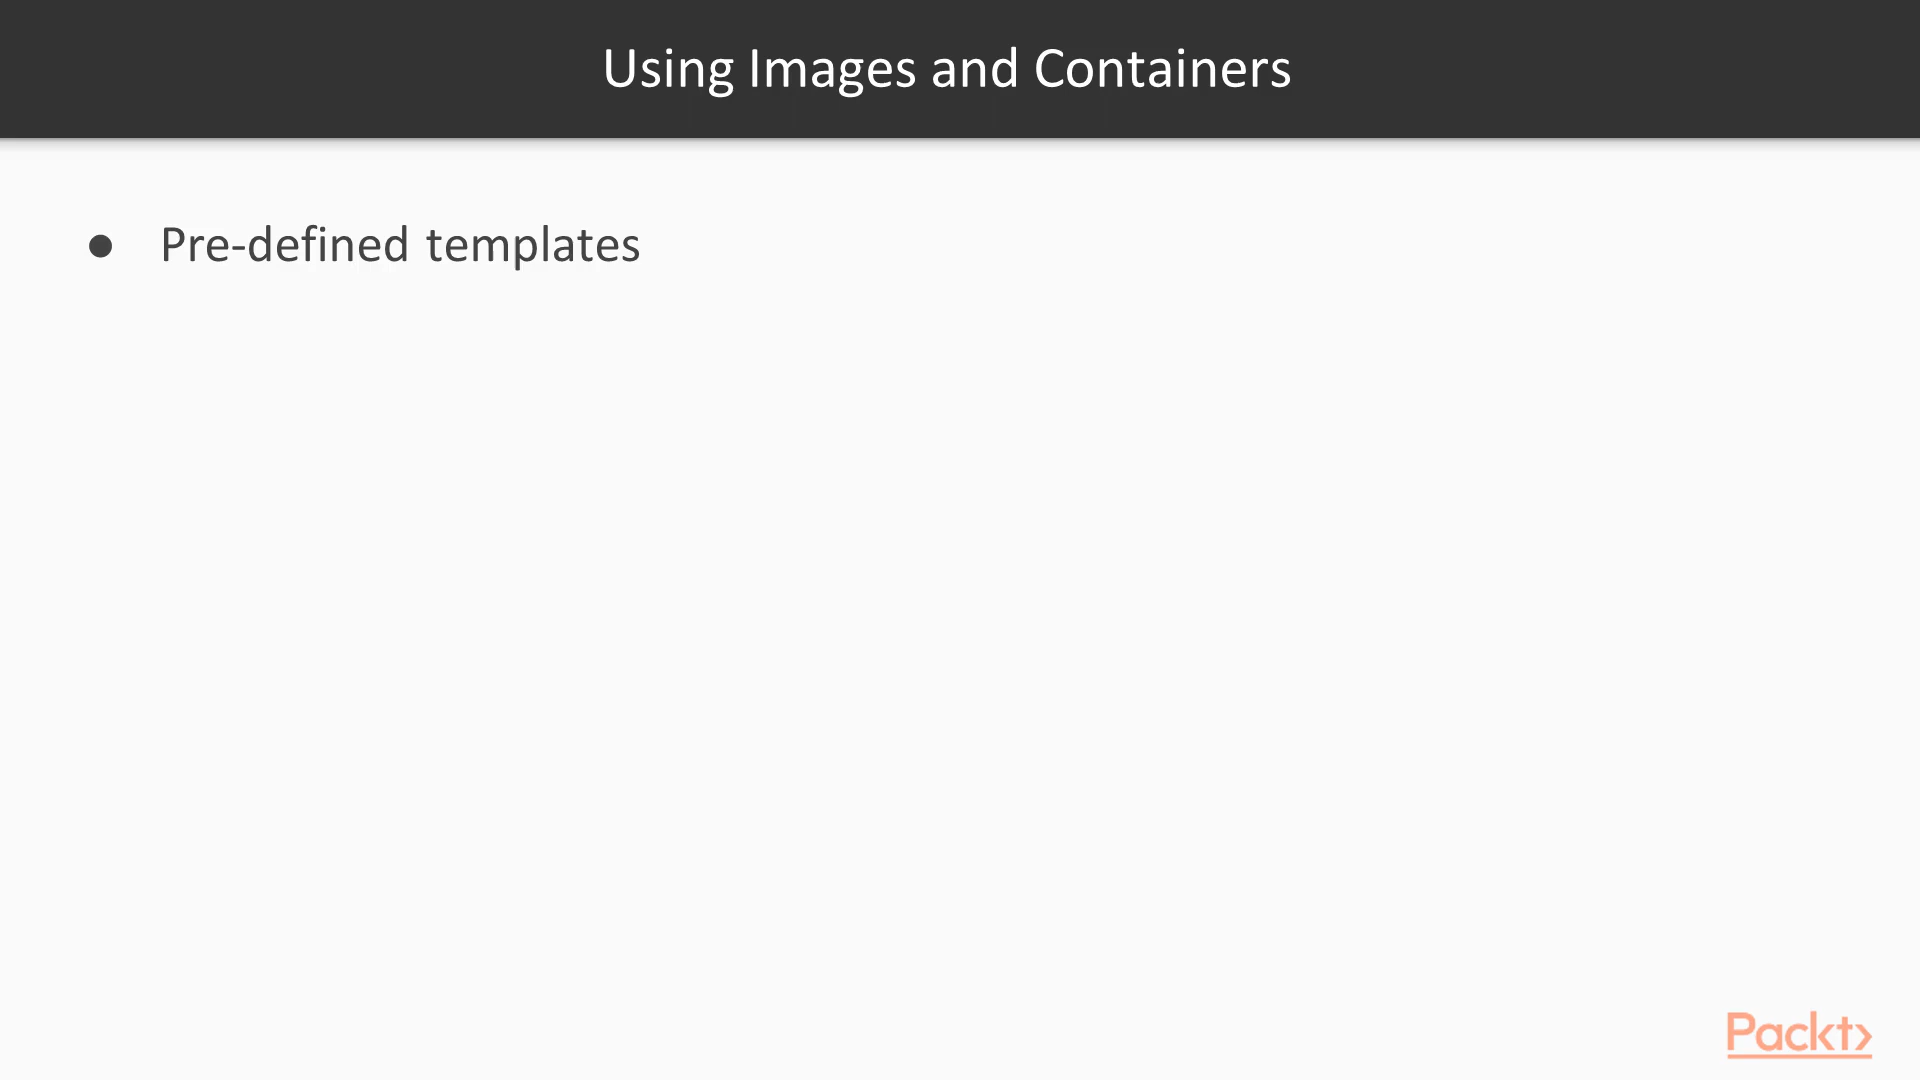 Using Images and Containers
● Pre-defined templates
Packt>